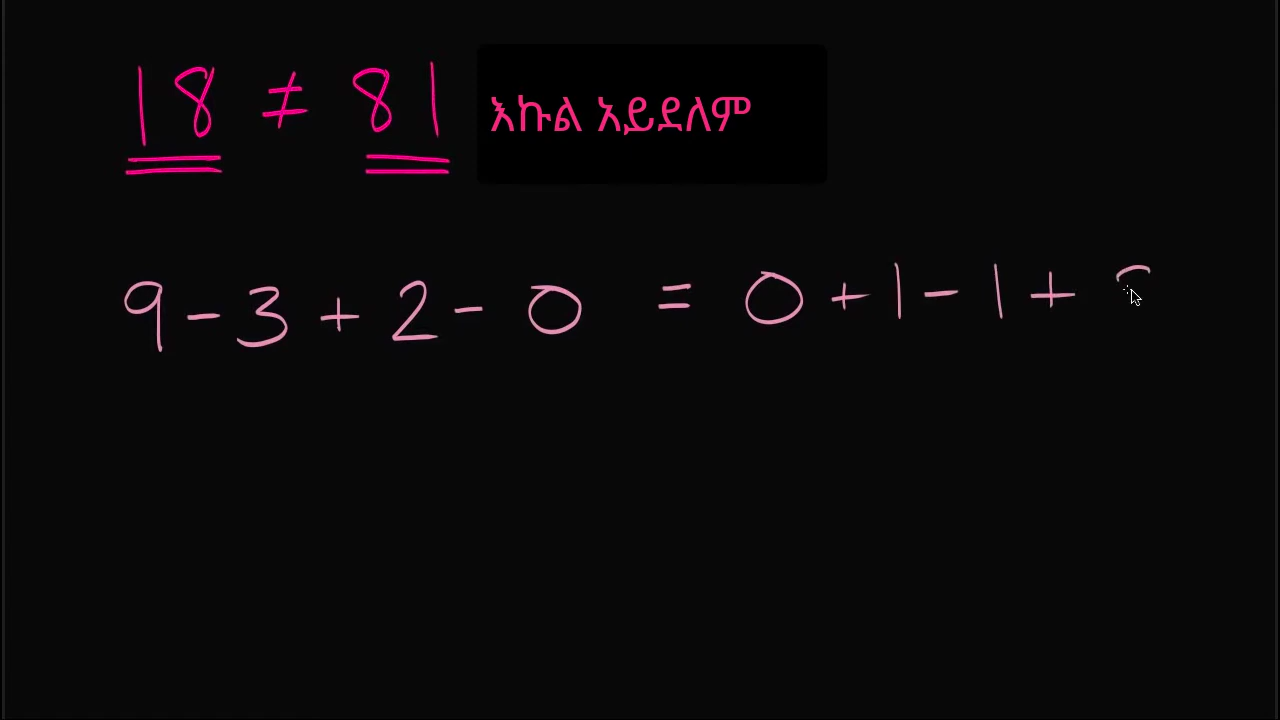 18 ≠ 81 እኩል አይደለም
9 - 3 + 2 - 0 = 0 + 1 - 1 +